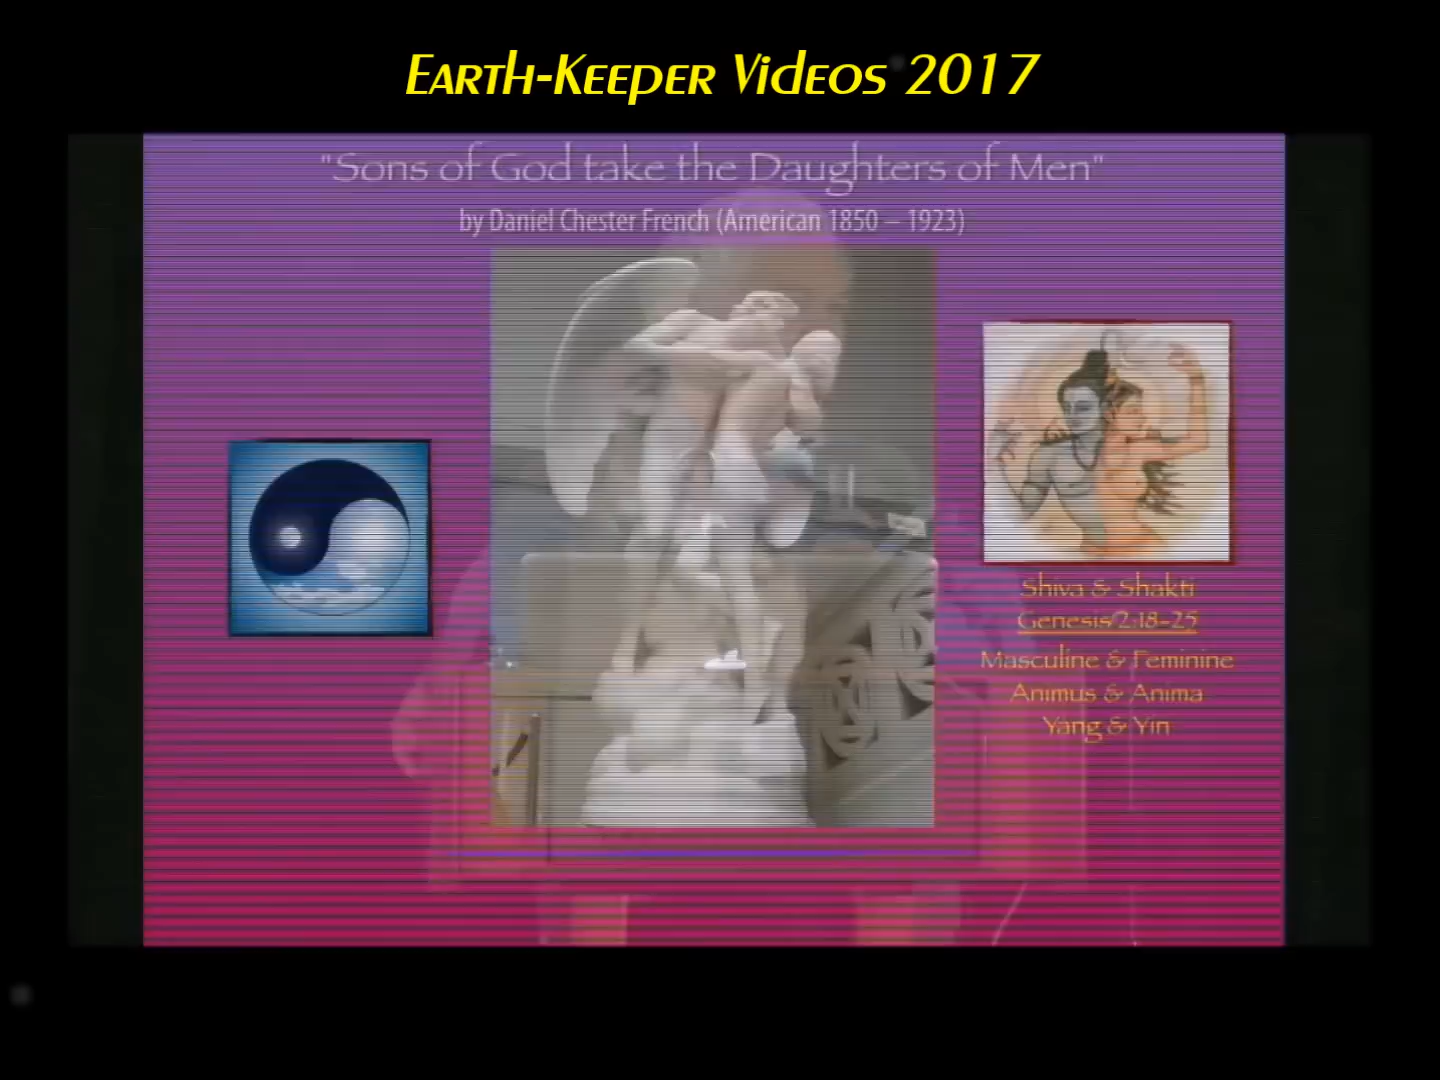 Earth-Keeper Videos 2017
"Sons of God take the Daughters of Men"
by Daniel Chester French (American 1850 – 1923)
Shiva & Shakti
Genesis 2:18-25
Masculine & Feminine
Animus & Anima
Yang & Yin